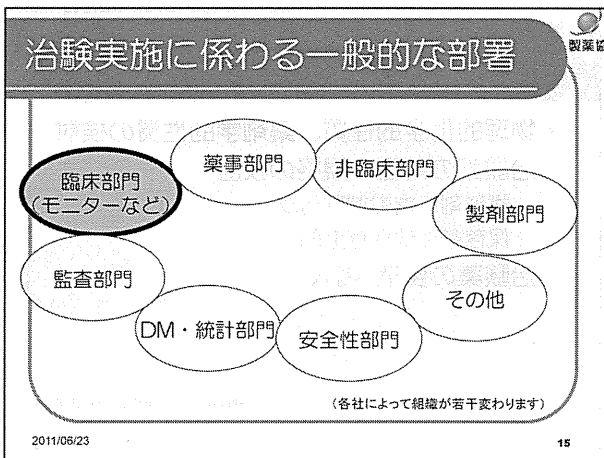 治験実施に係わる一般的な部署
製薬協
薬事部門
非臨床部門
臨床部門
(モニターなど)
製剤部門
監査部門
その他
DM・統計部門
安全性部門
(各社によって組織が若干変わります)
2011/06/23
15